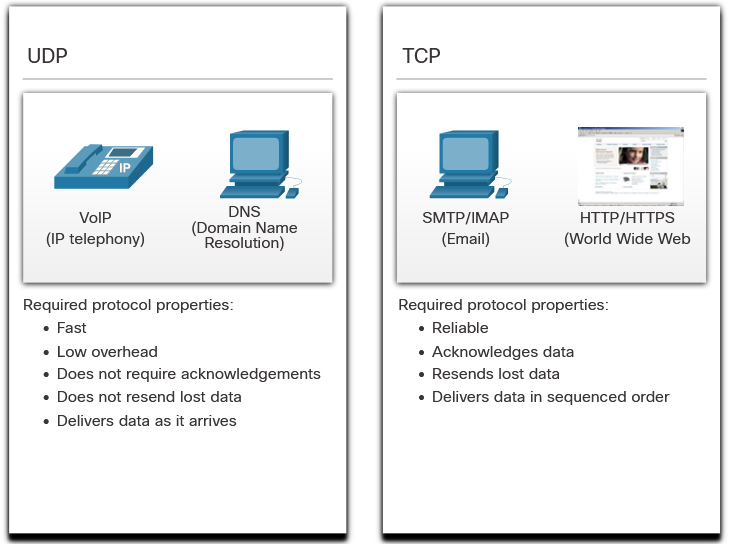 UDP
IP
VoIP
(IP telephony)
DNS
(Domain Name
Resolution)
Required protocol properties:
• Fast
• Low overhead
• Does not require acknowledgements
• Does not resend lost data
• Delivers data as it arrives
TCP
SMTP/IMAP
(Email)
HTTP/HTTPS
(World Wide Web
Required protocol properties:
• Reliable
• Acknowledges data
• Resends lost data
• Delivers data in sequenced order